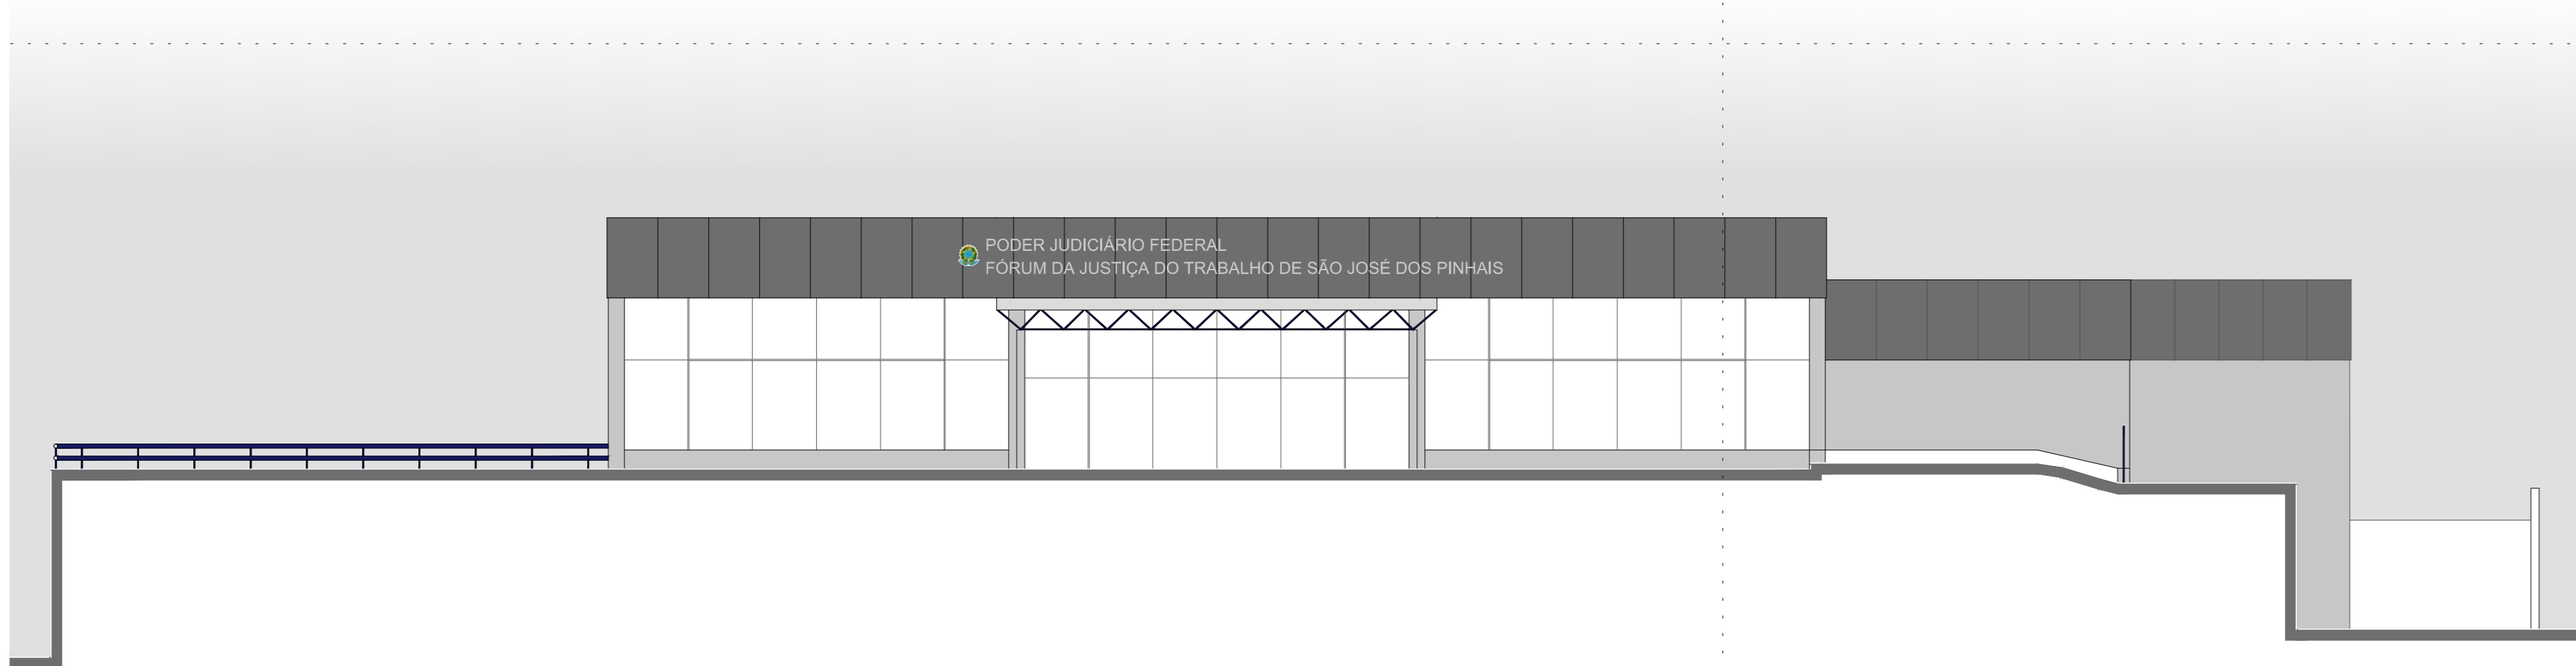 PODER JUDICIÁRIO FEDERAL
FÓRUM DA JUSTIÇA DO TRABALHO DE SÃO JOSÉ DOS PINHAIS